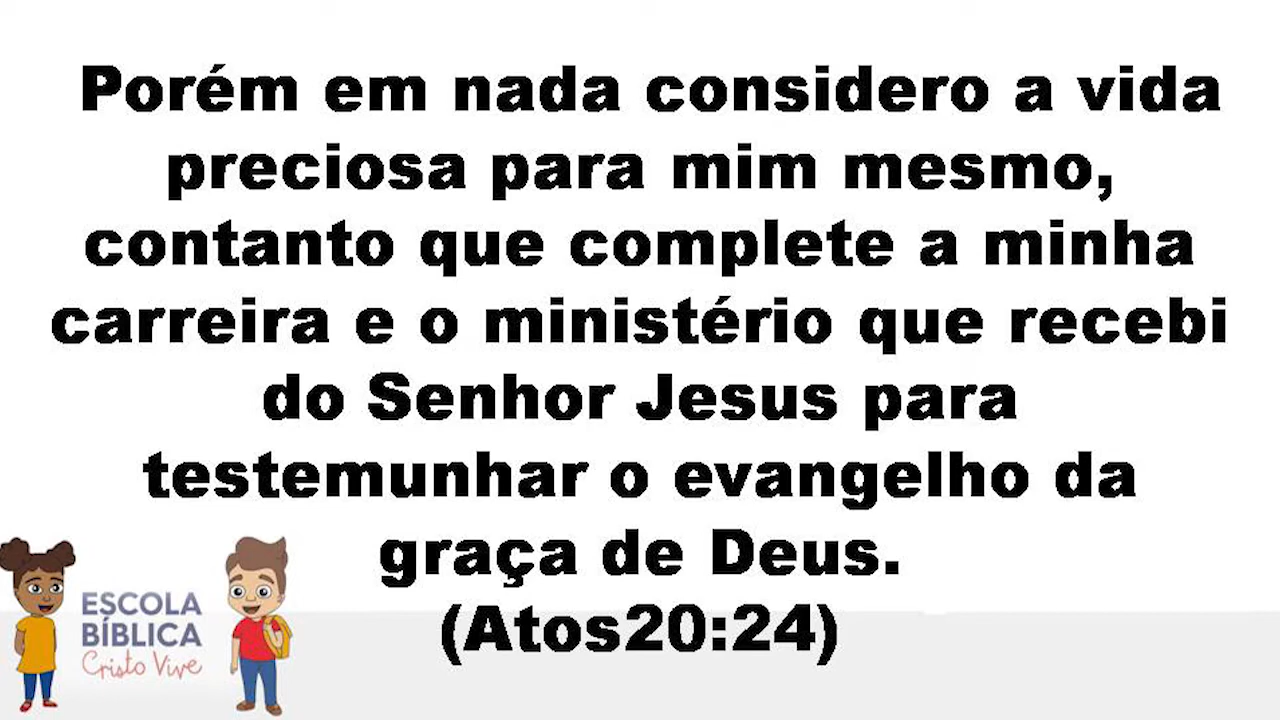 Porém em nada considero a vida
preciosa para mim mesmo,
contanto que complete a minha
carreira e o ministério que recebi
do Senhor Jesus para
testemunhar o evangelho da
graça de Deus.
(Atos20:24)
ESCOLA
BÍBLICA
Cristo Vive